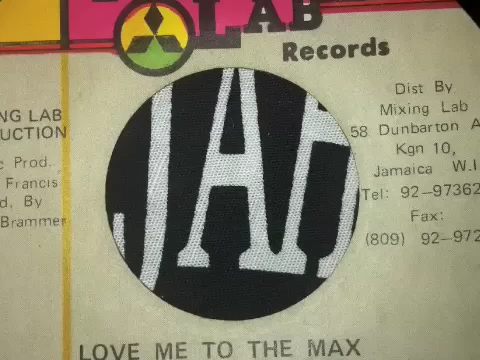 LAB
Records
NG LAB
UCTION
c Prod.,
Francis
d, By
Brammer
Dist By
Mixing Lab
58 Dunbarton A
Kgn 10,
Jamaica W.I
Tel: 92-97362
Fax:
(809) 92-972
JAH
LOVE ME TO THE MAX